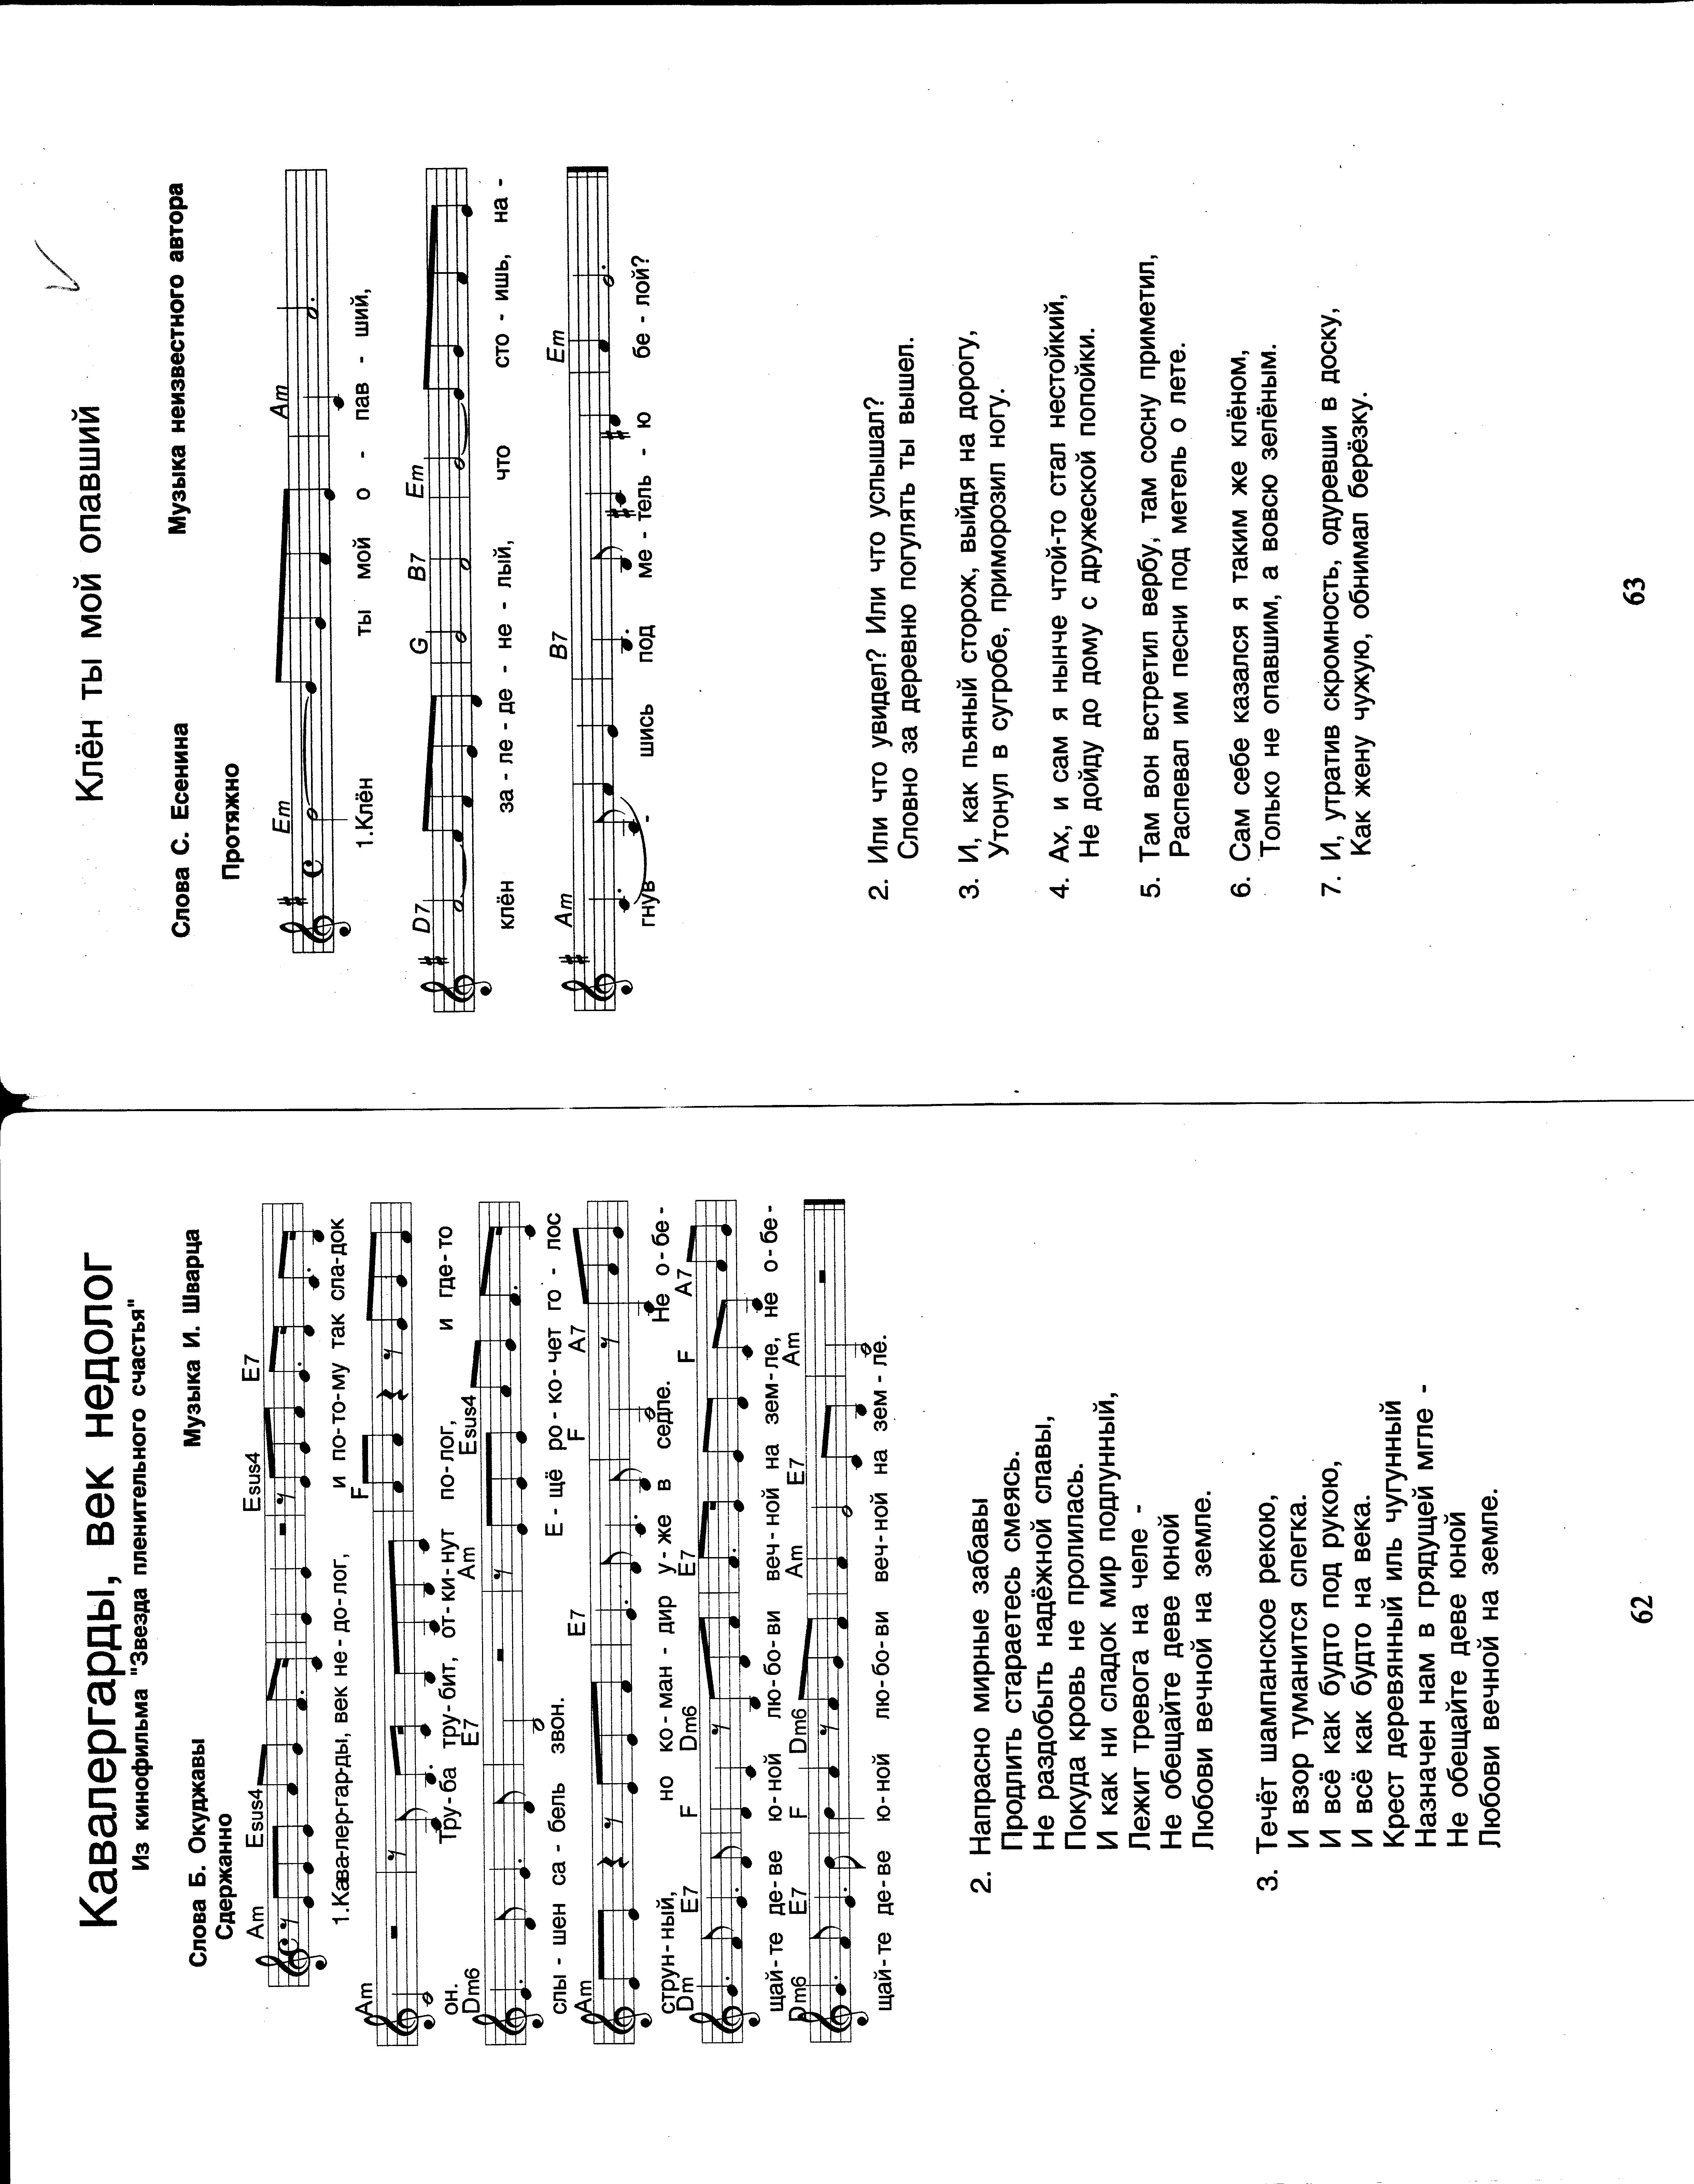 Кавалергарды, век недолог
Из кинофильма "Звезда пленительного счастья"
Слова Б. Окуджавы Музыка И. Шварца
Сдержанно
Am Esus4 Esus4 E7
1.Кава-лер-гар-ды, век не-до-лог, и по-то-му так сла-док
Am F
он. Тру-ба тру-бит, от-ки-нут по-лог, и где-то
Dm6 E7 Am Esus4
слы - шен са - бель звон. Е - щё ро - ко-чет го - лос
Am E7 F A7
струн-ный, но ко-ман - дир у-же в седле. Не о-бе-
Dm E7 F Dm6 E7 F A7
щай-те де-ве ю-ной лю-бо-ви веч-ной на зем-ле, не о-бе-
Dm6 E7 F Dm6 Am E7 Am
щай-те де-ве ю-ной лю-бо-ви веч-ной на зем - ле.
2. Напрасно мирные забавы
Продлить стараетесь смеясь.
Не раздобыть надёжной славы,
Покуда кровь не пролилась.
И как ни сладок мир подлунный,
Лежит тревога на челе -
Не обещайте деве юной
Любови вечной на земле.
3. Течёт шампанское рекою,
И взор туманится слегка.
И всё как будто под рукою,
И всё как будто на века.
Крест деревянный иль чугунный
Назначен нам в грядущей мгле -
Не обещайте деве юной
Любови вечной на земле.
62
Клён ты мой опавший
Слова С. Есенина Музыка неизвестного автора
Протяжно
Em Am
1.Клён ты мой о - пав - ший,
D7 G B7 Em
клён за - ле - де - не - лый, что сто - ишь, на -
Am B7 Em
гнув - шись под ме - тель - ю бе - лой?
2. Или что увидел? Или что услышал?
Словно за деревню погулять ты вышел.
3. И, как пьяный сторож, выйдя на дорогу,
Утонул в сугробе, приморозил ногу.
4. Ах, и сам я нынче чтой-то стал нестойкий,
Не дойду до дому с дружеской попойки.
5. Там вон встретил вербу, там сосну приметил,
Распевал им песни под метель о лете.
6. Сам себе казался я таким же клёном,
Только не опавшим, а вовсю зелёным.
7. И, утратив скромность, одуревши в доску,
Как жену чужую, обнимал берёзку.
63